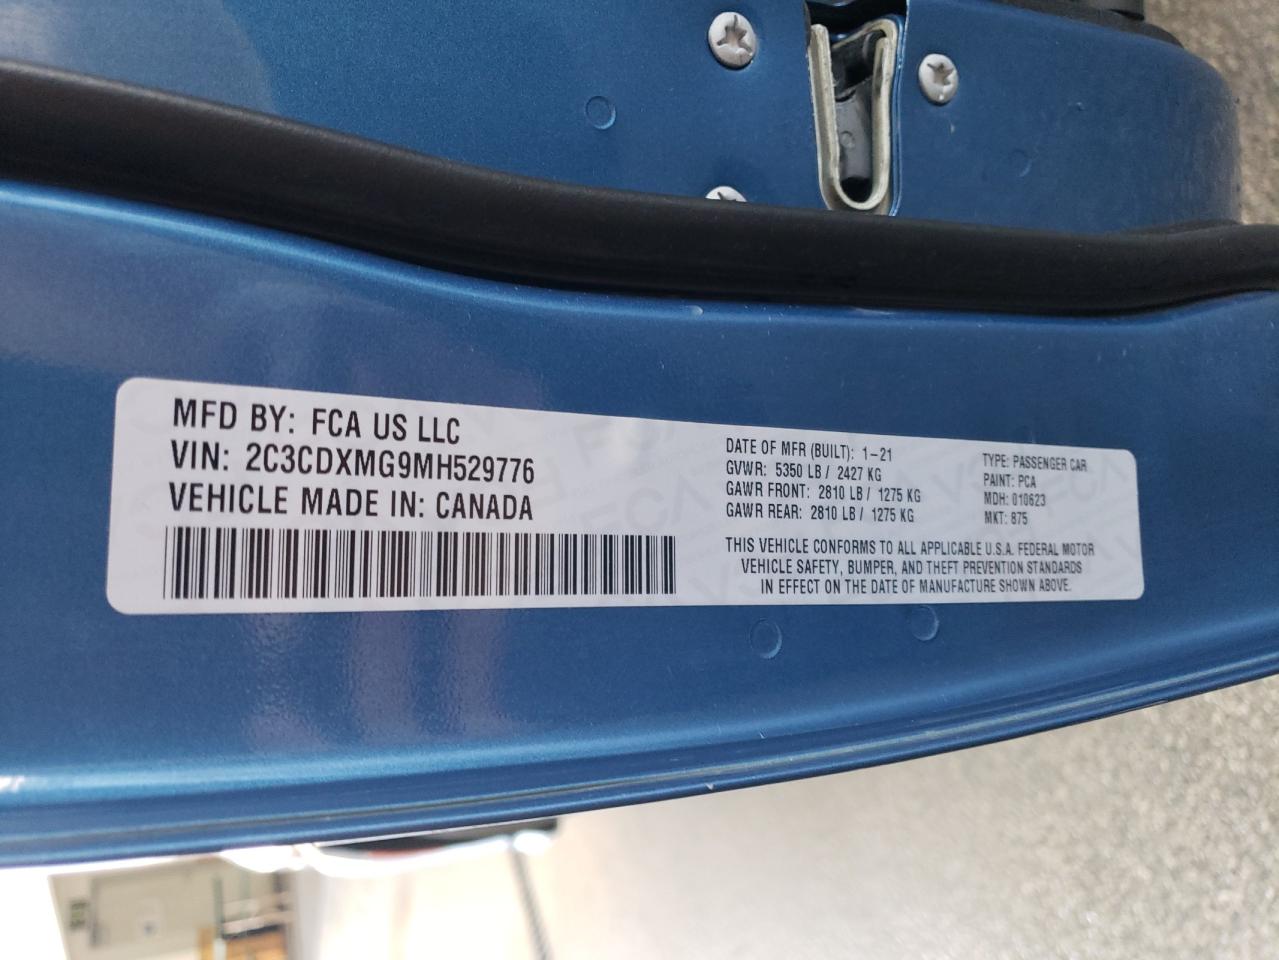 MFD BY: FCA US LLC
VIN: 2C3CDXMG9MH529776
VEHICLE MADE IN: CANADA
DATE OF MFR (BUILT): 1-21
GVWR: 5350 LB / 2427 KG
GAWR FRONT: 2810 LB / 1275 KG
GAWR REAR: 2810 LB / 1275 KG
TYPE: PASSENGER CAR
PAINT: PCA
MDH: 010623
MKT: 875
THIS VEHICLE CONFORMS TO ALL APPLICABLE U.S.A. FEDERAL MOTOR
VEHICLE SAFETY, BUMPER, AND THEFT PREVENTION STANDARDS
IN EFFECT ON THE DATE OF MANUFACTURE SHOWN ABOVE.